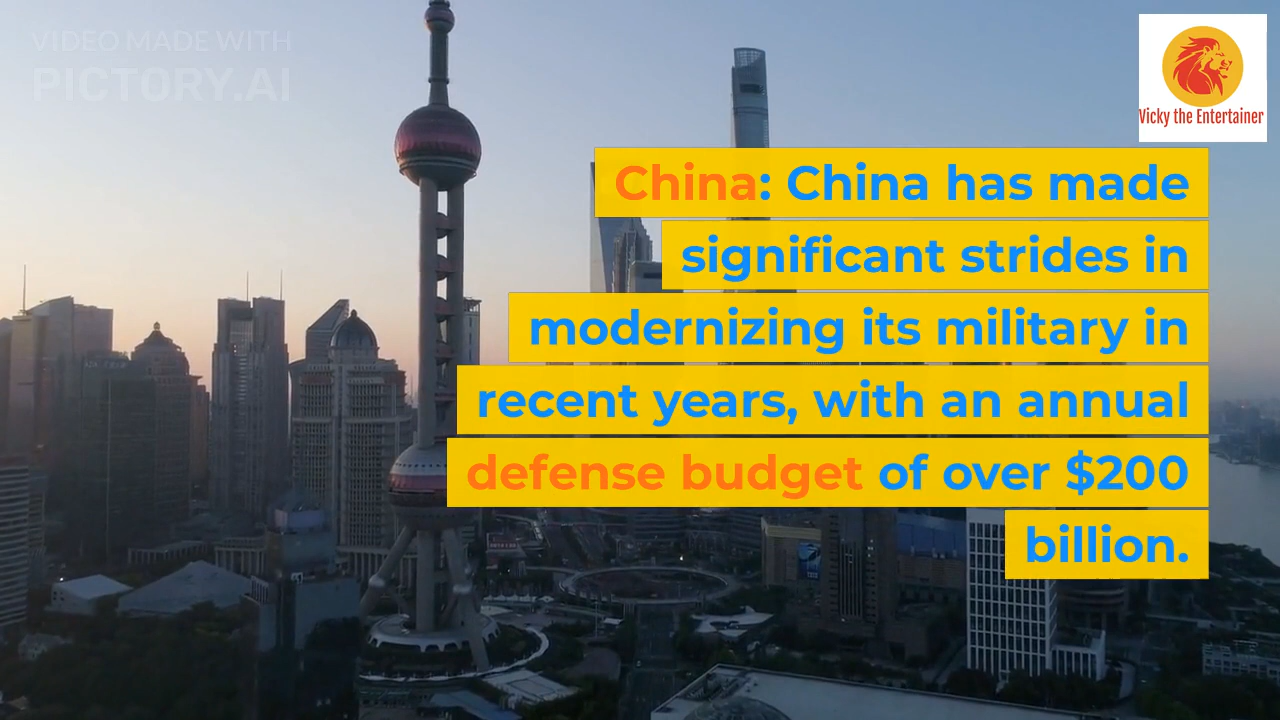 VIDEO MADE WITH
PICTORY.AI
Vicky the Entertainer
China: China has made
significant strides in
modernizing its military in
recent years, with an annual
defense budget of over $200
billion.